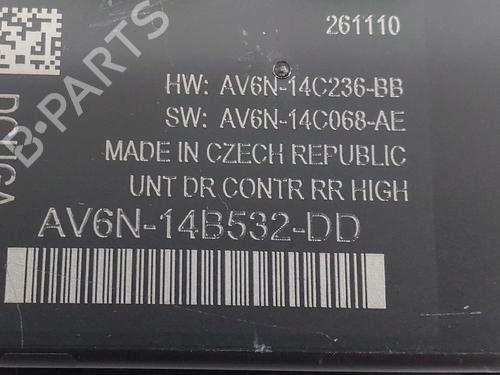 261110
HW: AV6N-14C236-BB
SW: AV6N-14C068-AE
MADE IN CZECH REPUBLIC
UNT DR CONTR RR HIGH
AV6N-14B532-DD
B-PARTS